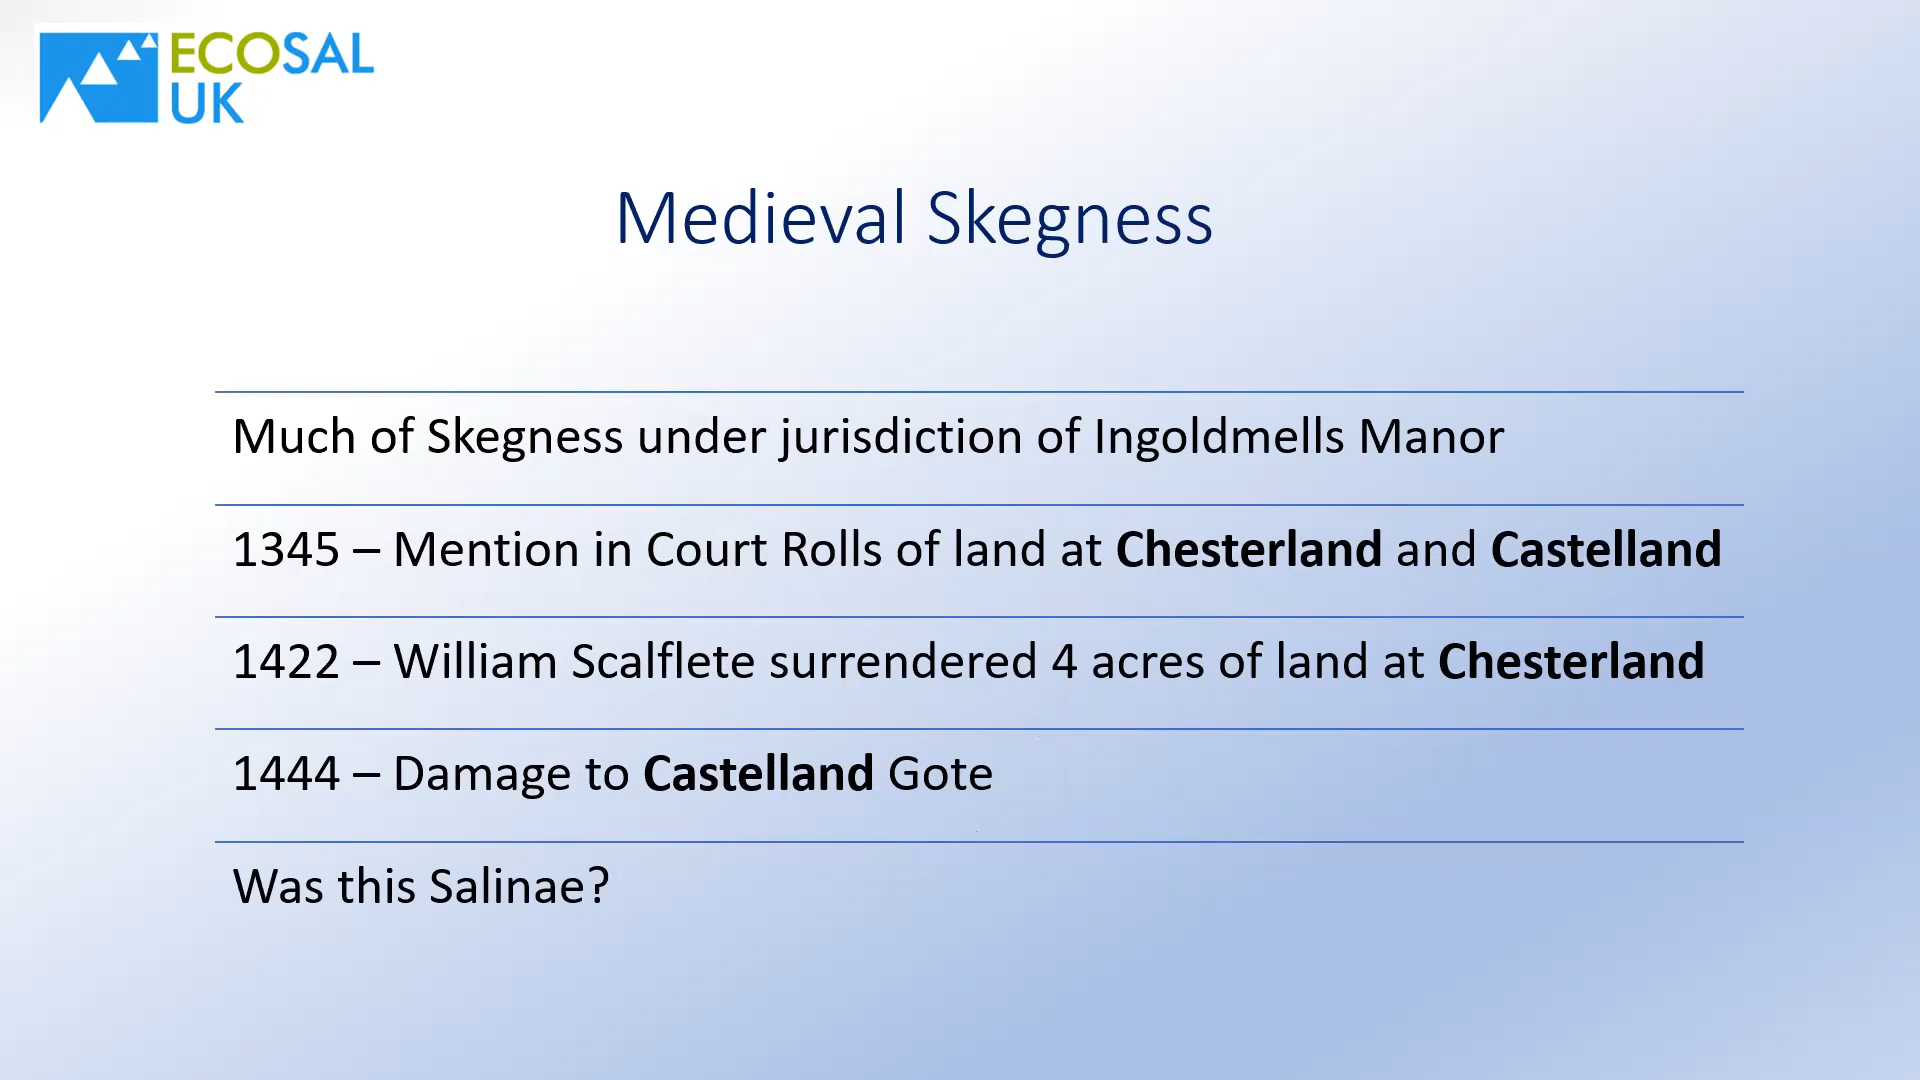 ECOSAL
UK
Medieval Skegness
Much of Skegness under jurisdiction of Ingoldmells Manor
1345 – Mention in Court Rolls of land at Chesterland and Castelland
1422 – William Scalflete surrendered 4 acres of land at Chesterland
1444 – Damage to Castelland Gote
Was this Salinae?